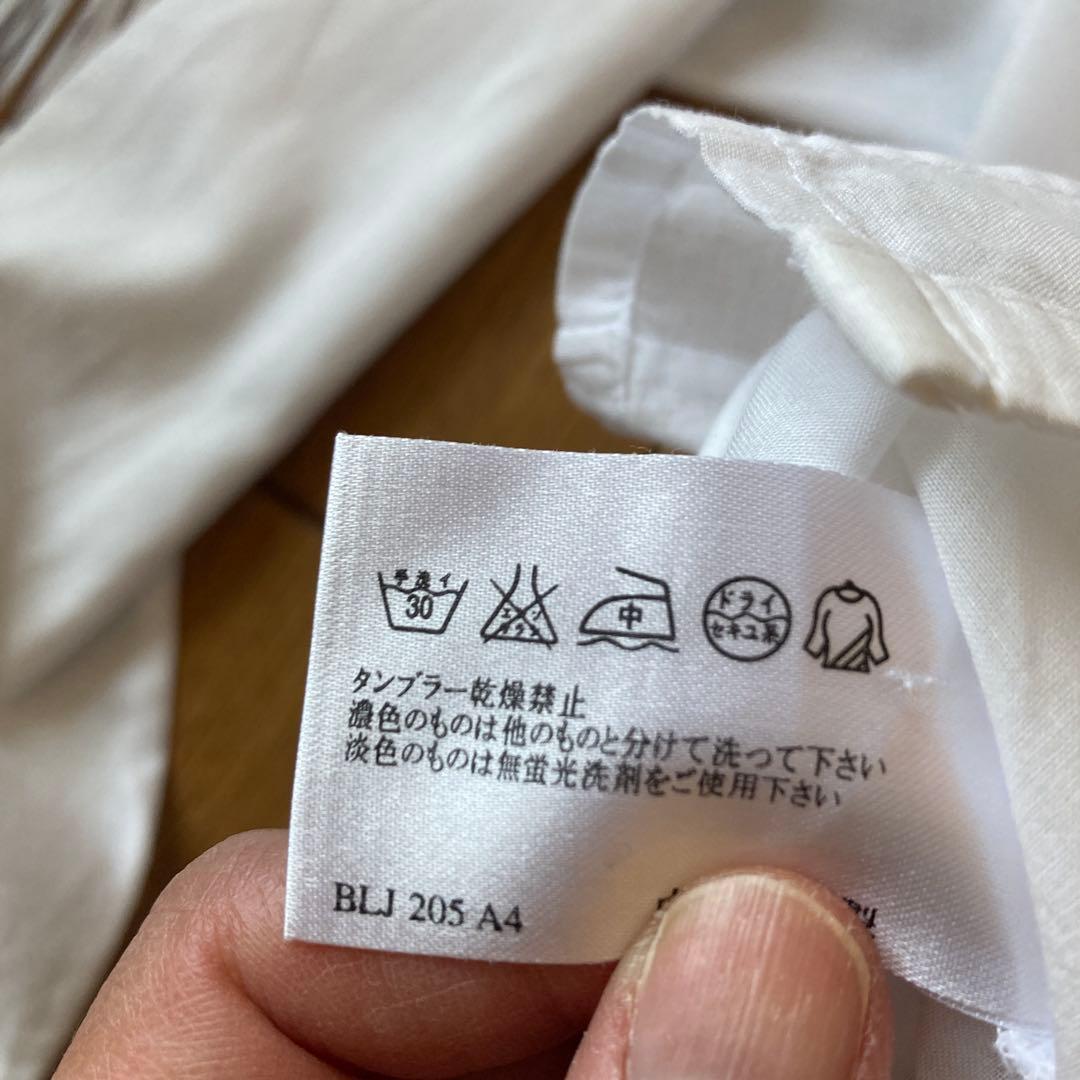 手洗イ
30
エンソ
サラシ
中
ドライ
セキユ系
タンブラー乾燥禁止
濃色のものは他のものと分けて洗って下さい
淡色のものは無蛍光洗剤をご使用下さい
BLJ 205 A4